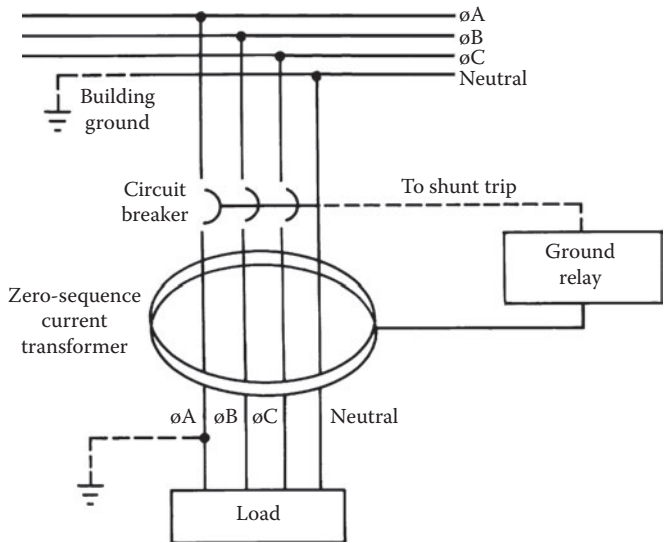 øA
øB
øC
Neutral
Building
ground
Circuit
breaker
To shunt trip
Ground
relay
Zero-sequence
current
transformer
øA øB øC Neutral
Load